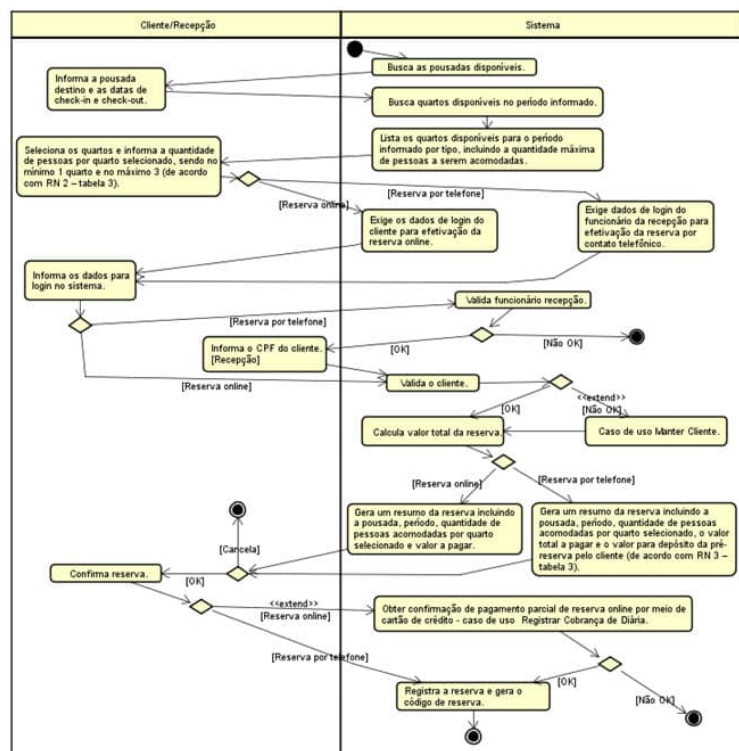 Cliente/Recepção
Sistema
Busca as pousadas disponíveis.
Informa a pousada
destino e as datas de
check-in e check-out.
Busca quartos disponíveis no período informado.
Lista os quartos disponíveis para o período
informado por tipo, incluindo a quantidade máxima
de pessoas a serem acomodadas.
Seleciona os quartos e informa a quantidade
de pessoas por quarto selecionado, sendo no
mínimo 1 quarto e no máximo 3 (de acordo
com RN 2 – tabela 3).
[Reserva por telefone]
[Reserva online]
Exige os dados de login do
cliente para efetivação da
reserva online.
Exige dados de login do
funcionário da recepção para
efetivação da reserva por
contato telefônico.
Informa os dados para
login no sistema.
Valida funcionário recepção.
[Reserva por telefone]
[OK]
[Não OK]
Informa o CPF do cliente.
[Recepção]
[Reserva online]
Valida o cliente.
<<extend>>
[OK]
[Não OK]
Calcula valor total da reserva.
Caso de uso Manter Cliente.
[Reserva online]
[Reserva por telefone]
Gera um resumo da reserva incluindo
a pousada, período, quantidade de
pessoas acomodadas por quarto
selecionado e valor a pagar.
Gera um resumo da reserva incluindo a
pousada, período, quantidade de pessoas
acomodadas por quarto selecionado, o valor
total a pagar e o valor para depósito da pré-
reserva pelo cliente (de acordo com RN 3 –
tabela 3).
[Cancela]
Confirma reserva.
[OK]
<<extend>>
[Reserva online]
Obter confirmação de pagamento parcial de reserva online por meio de
cartão de crédito - caso de uso Registrar Cobrança de Diária.
[Reserva por telefone]
[OK]
[Não OK]
Registra a reserva e gera o
código de reserva.